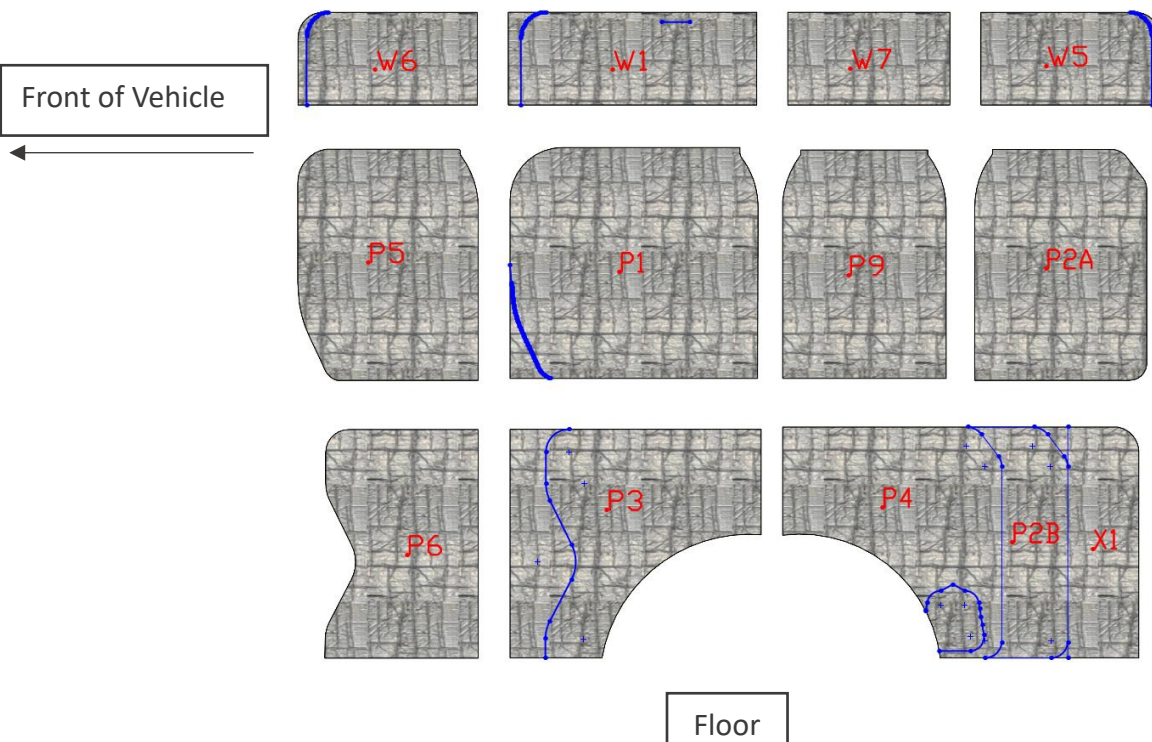 W6
W1
W7
W5
Front of Vehicle
P5
P1
P9
P2A
P6
P3
P4
P2B
X1
Floor